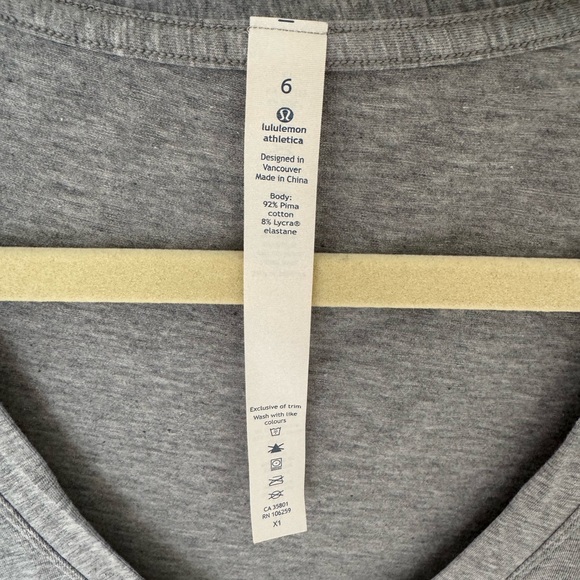 6
lululemon
athletica
Designed in
Vancouver
Made in China
Body:
92% Pima
cotton
8% Lycra®
elastane
Exclusive of trim
Wash with like
colours
CA 35801
RN 106259
X1